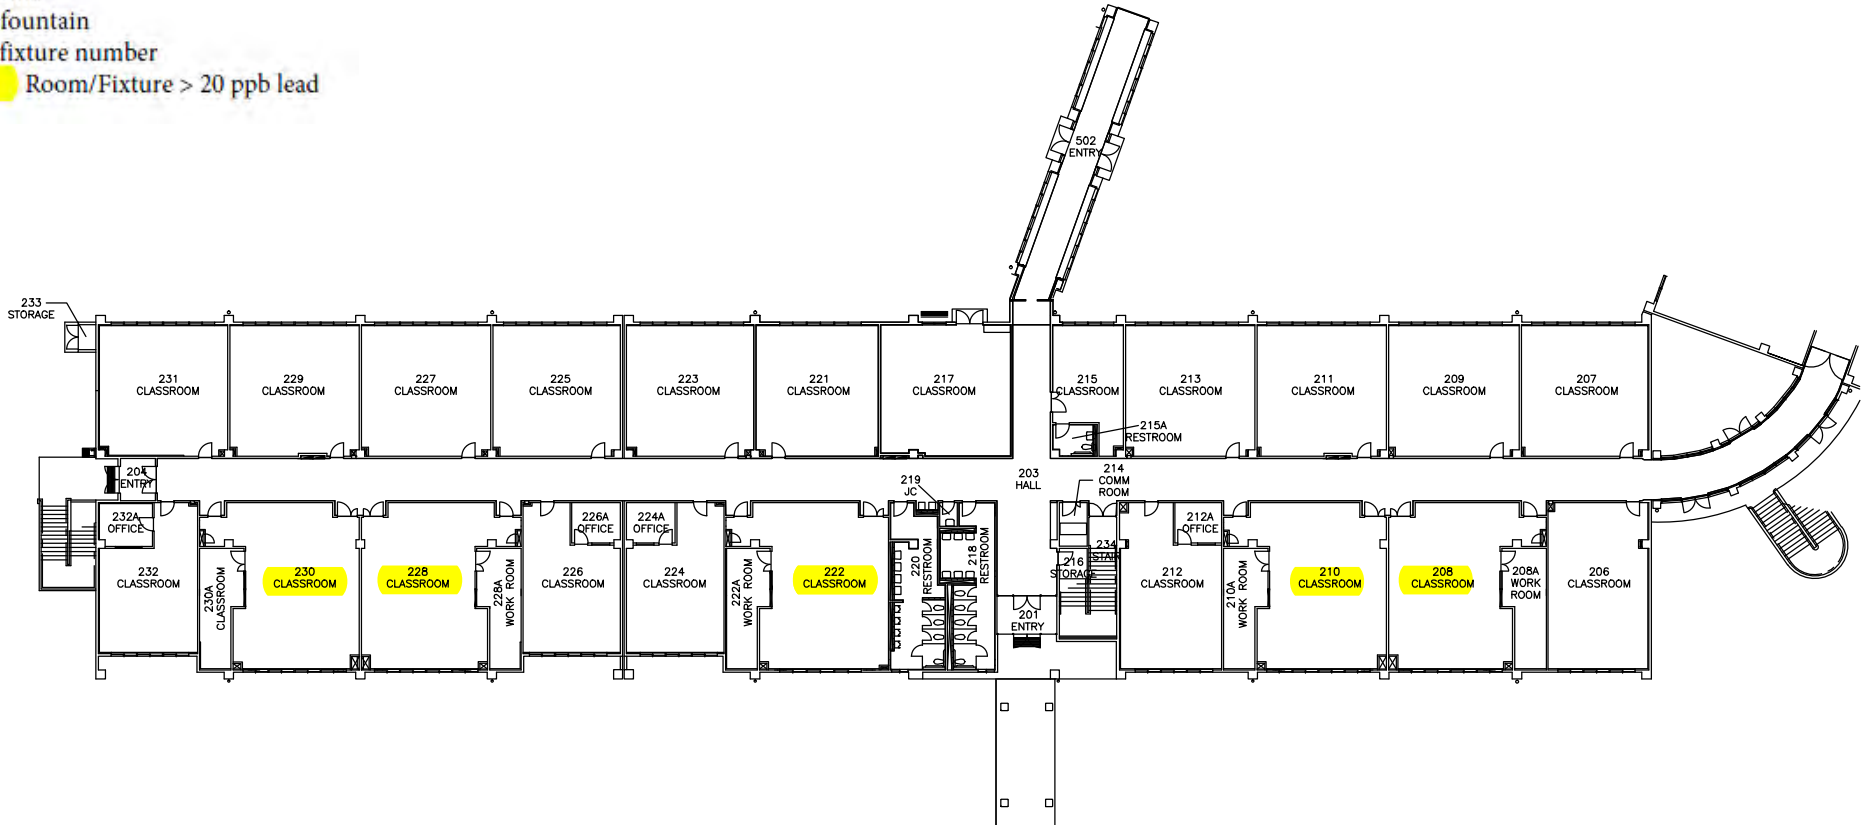 fountain
fixture number
Room/Fixture > 20 ppb lead
502
ENTRY
233
STORAGE
231
CLASSROOM
229
CLASSROOM
227
CLASSROOM
225
CLASSROOM
223
CLASSROOM
221
CLASSROOM
217
CLASSROOM
215
CLASSROOM
213
CLASSROOM
211
CLASSROOM
209
CLASSROOM
207
CLASSROOM
215A
RESTROOM
204
ENTRY
219
JC
203
HALL
214
COMM
ROOM
232A
OFFICE
226A
OFFICE
224A
OFFICE
212A
OFFICE
234
STAIR
216
STORAGE
232
CLASSROOM
230A
CLASSROOM
230
CLASSROOM
228
CLASSROOM
228A
WORK ROOM
226
CLASSROOM
224
CLASSROOM
222A
WORK ROOM
222
CLASSROOM
220
RESTROOM
218
RESTROOM
201
ENTRY
212
CLASSROOM
210A
WORK ROOM
210
CLASSROOM
208
CLASSROOM
208A
WORK
ROOM
206
CLASSROOM